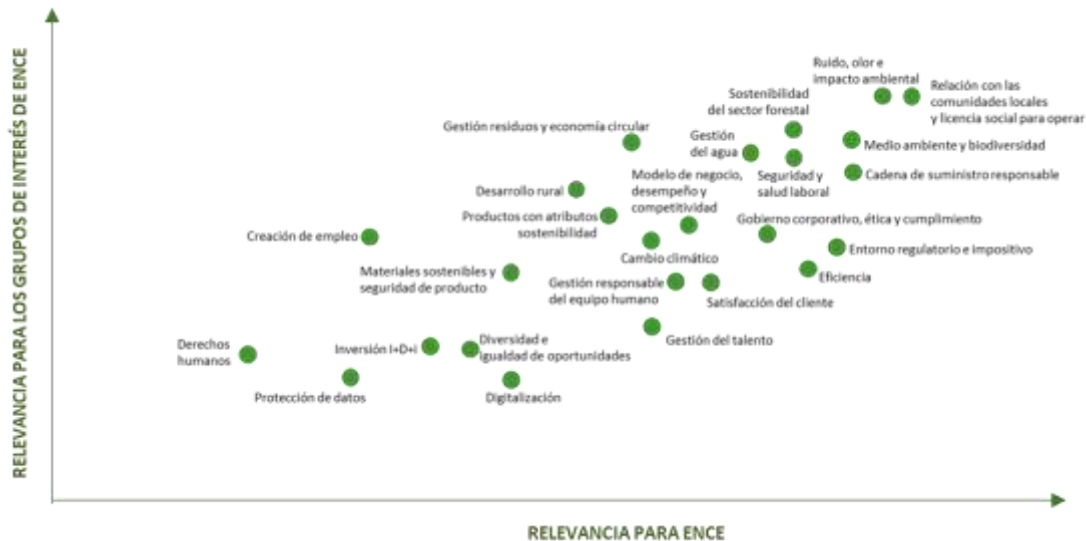 RELEVANCIA PARA LOS GRUPOS DE INTERÉS DE ENCE
Ruido, olor e
impacto ambiental
Relación con las
comunidades locales
y licencia social para operar
Sostenibilidad
del sector forestal
Gestión residuos y economía circular
Gestión
del agua
Medio ambiente y biodiversidad
Seguridad y
salud laboral
Cadena de suministro responsable
Modelo de negocio,
desempeño y
competitividad
Desarrollo rural
Productos con atributos
sostenibilidad
Gobierno corporativo, ética y cumplimiento
Creación de empleo
Entorno regulatorio e impositivo
Cambio climático
Materiales sostenibles y
seguridad de producto
Eficiencia
Gestión responsable
del equipo humano
Satisfacción del cliente
Gestión del talento
Derechos
humanos
Inversión I+D+i
Diversidad e
igualdad de oportunidades
Protección de datos
Digitalización
RELEVANCIA PARA ENCE